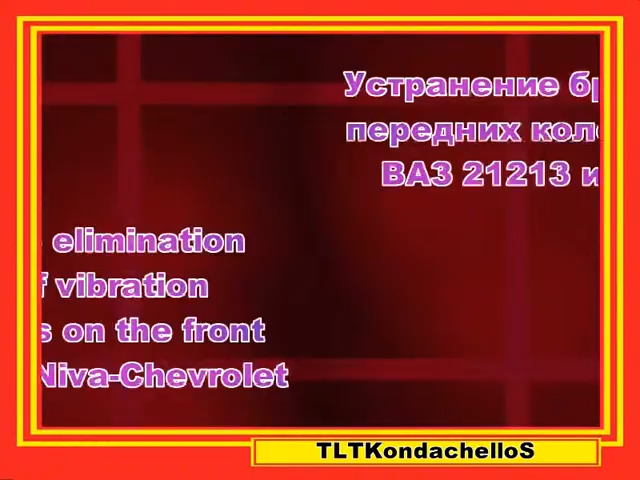 Устранение
передних
ВАЗ 21213 и
elimination
vibration
on the front
Niva-Chevrolet
TLTKondachelloS